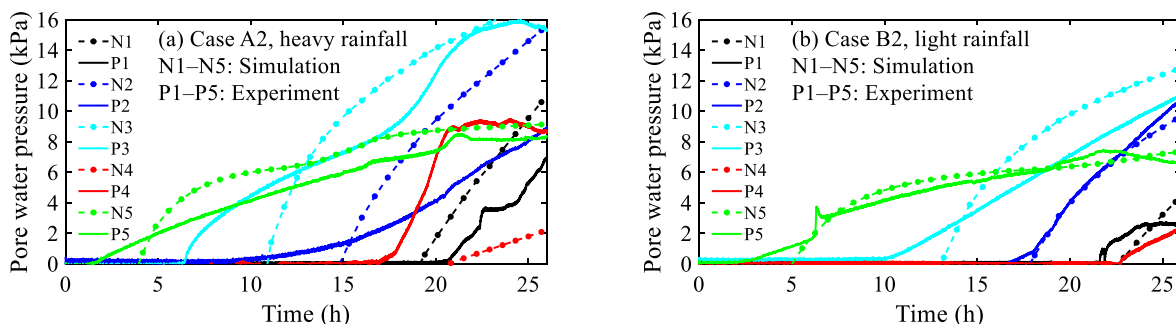 Pore water pressure (kPa)
16
14
12
10
8
6
4
2
0
N1
P1
N2
P2
N3
P3
N4
P4
N5
P5
(a) Case A2, heavy rainfall
N1–N5: Simulation
P1–P5: Experiment
0 5 10 15 20 25
Time (h)
Pore water pressure (kPa)
16
14
12
10
8
6
4
2
0
N1
P1
N2
P2
N3
P3
N4
P4
N5
P5
(b) Case B2, light rainfall
N1–N5: Simulation
P1–P5: Experiment
0 5 10 15 20 25
Time (h)